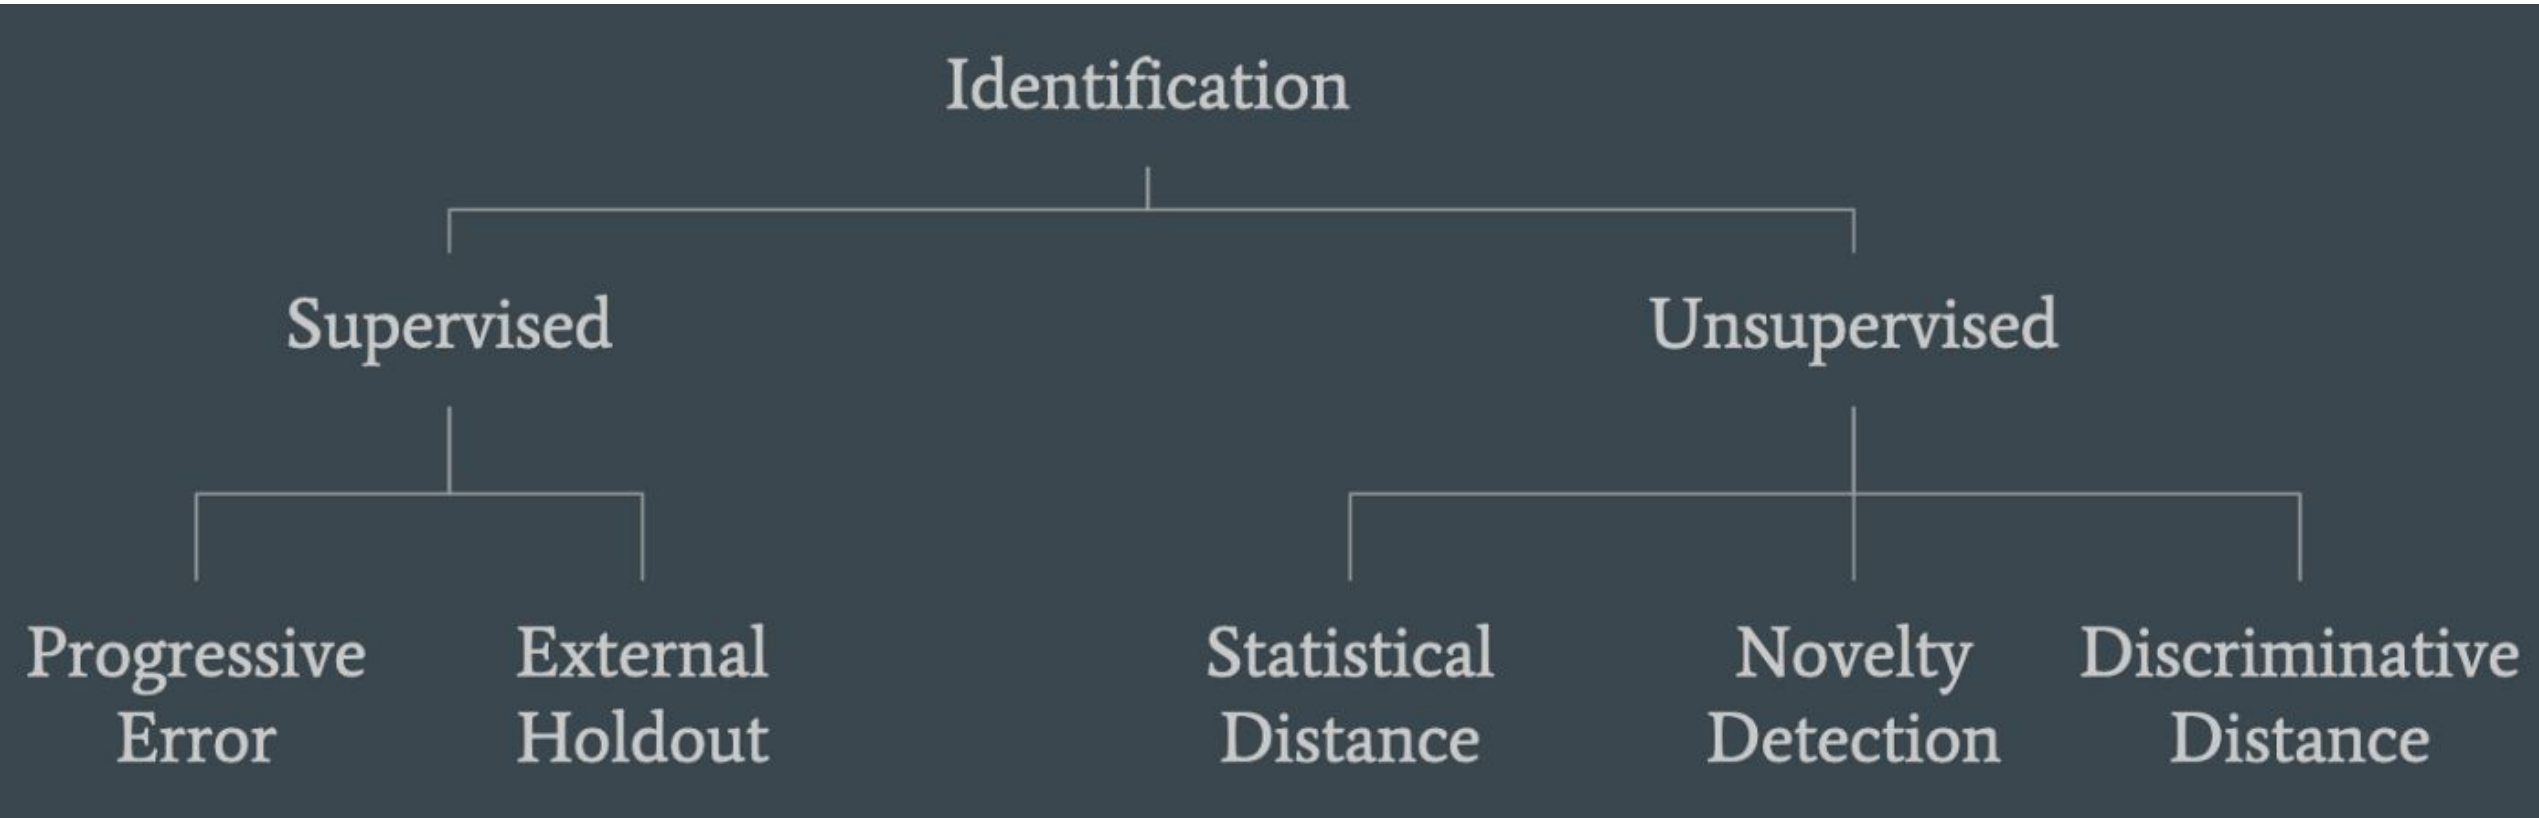 Identification
Supervised
Unsupervised
Progressive
Error
External
Holdout
Statistical
Distance
Novelty
Detection
Discriminative
Distance